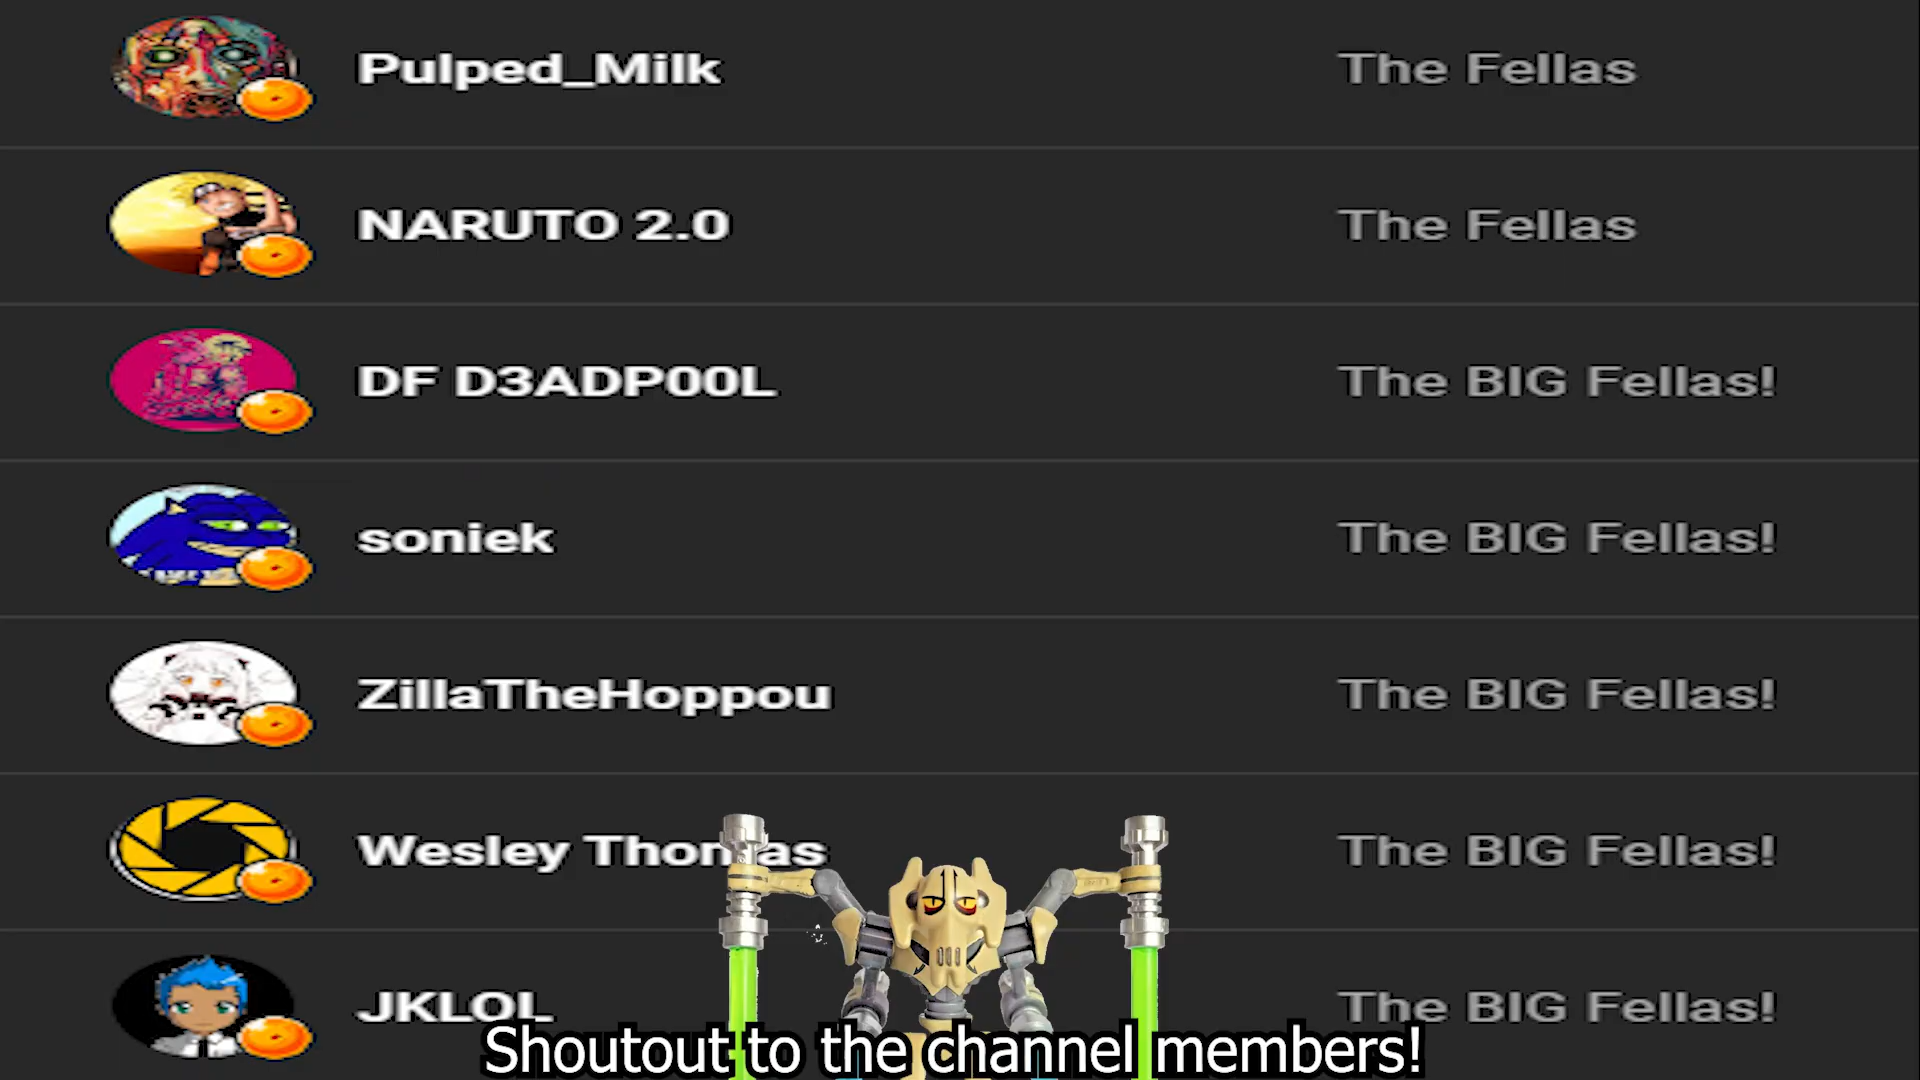 Pulped_Milk The Fellas
NARUTO 2.0 The Fellas
DF D3ADP00L The BIG Fellas!
soniek The BIG Fellas!
ZillaTheHoppou The BIG Fellas!
Wesley Thomas The BIG Fellas!
JKLOL The BIG Fellas!
Shoutout to the channel members!